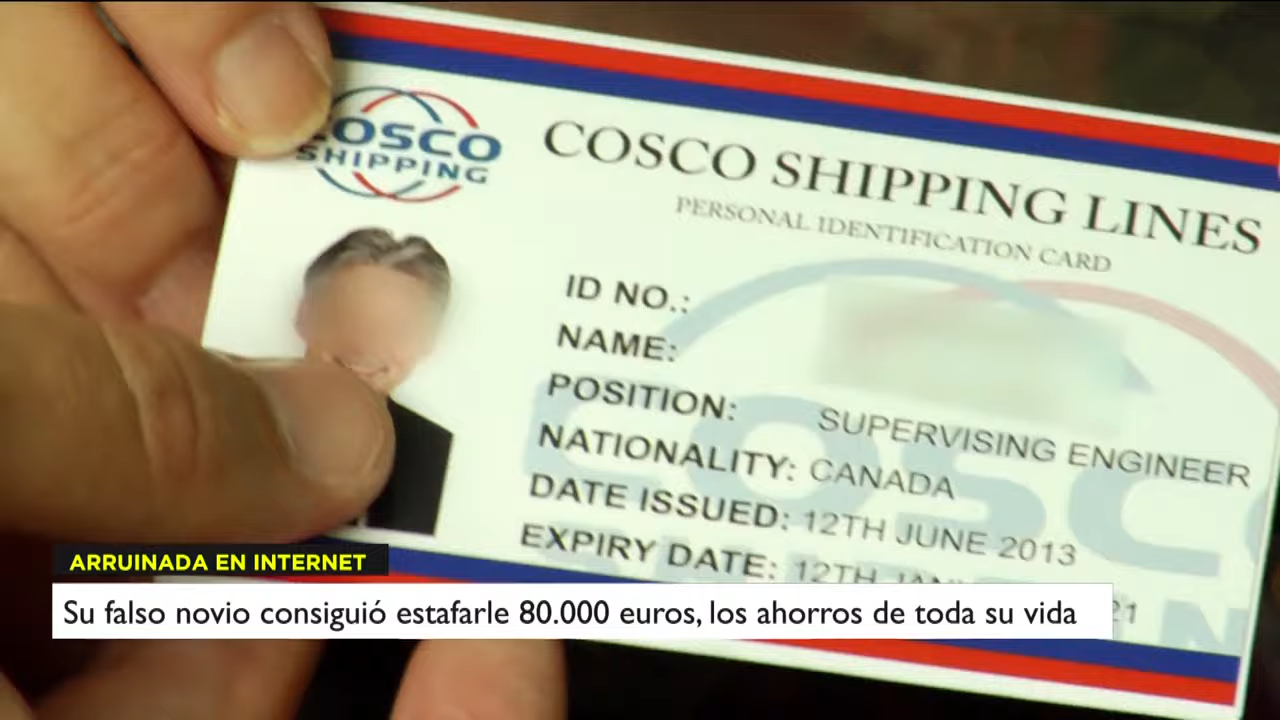 COSCO
SHIPPING
COSCO SHIPPING LINES
PERSONAL IDENTIFICATION CARD
ID NO.:
NAME:
POSITION: SUPERVISING ENGINEER
NATIONALITY: CANADA
DATE ISSUED: 12TH JUNE 2013
EXPIRY DATE: 12TH
ARRUINADA EN INTERNET
Su falso novio consiguió estafarle 80.000 euros, los ahorros de toda su vida